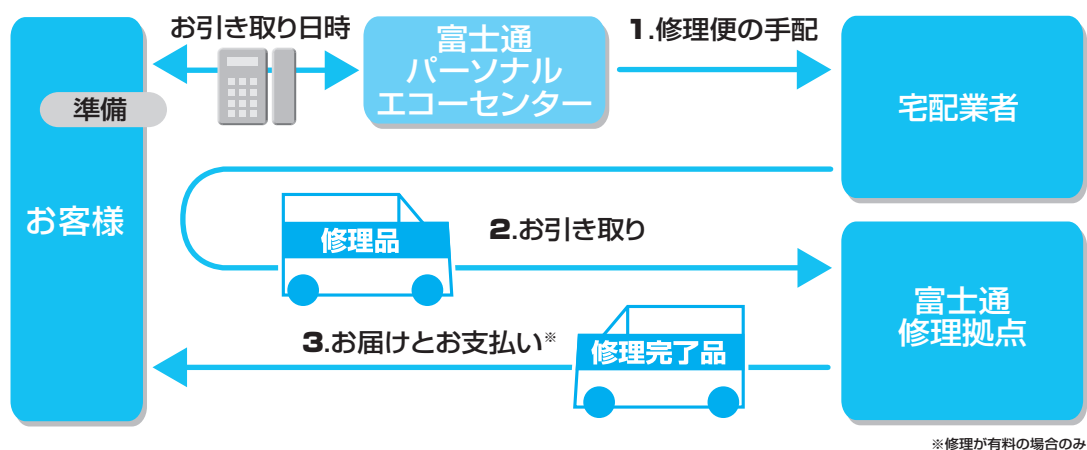 お引き取り日時
富士通
パーソナル
エコーセンター
1.修理便の手配
準備
宅配業者
お客様
修理品
2.お引き取り
富士通
修理拠点
3.お届けとお支払い※
修理完了品
※修理が有料の場合のみ